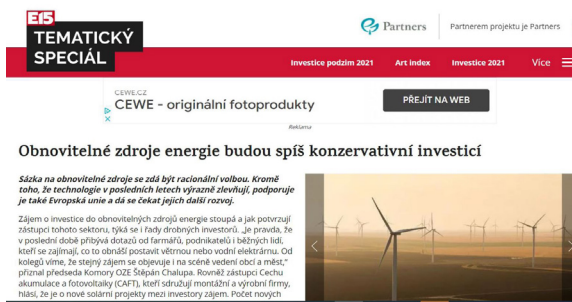 E15
TEMATICKÝ
SPECIÁL
Partners
Partnerem projektu je Partners
Investice podzim 2021
Art index
Investice 2021
Více
CEWE.CZ
CEWE - originální fotoprodukty
PŘEJÍT NA WEB
Reklama
Obnovitelné zdroje energie budou spíš konzervativní investicí
Sázka na obnovitelné zdroje se zdá být racionální volbou. Kromě
toho, že technologie v posledních letech výrazně zlevňují, podporuje
je také Evropská unie a dá se čekat jejich další rozvoj.
Zájem o investice do obnovitelných zdrojů energie stoupá a jak potvrzují
zástupci tohoto sektoru, týká se i řady drobných investorů. „Je pravda, že
v poslední době přibývá dotazů od farmářů, podnikatelů i běžných lidí,
kteří se zajímají, co to obnáší postavit větrnou nebo vodní elektrárnu. Od
kolegů víme, že stejný zájem se objevuje i na scéně vedení obcí a měst,“
přiznal předseda Komory OZE Štěpán Chalupa. Rovněž zástupci Cechu
akumulace a fotovoltaiky (CAFT), kteří sdružují montážní a výrobní firmy,
hlásí, že je o nové solární projekty mezi investory zájem. Počet nových